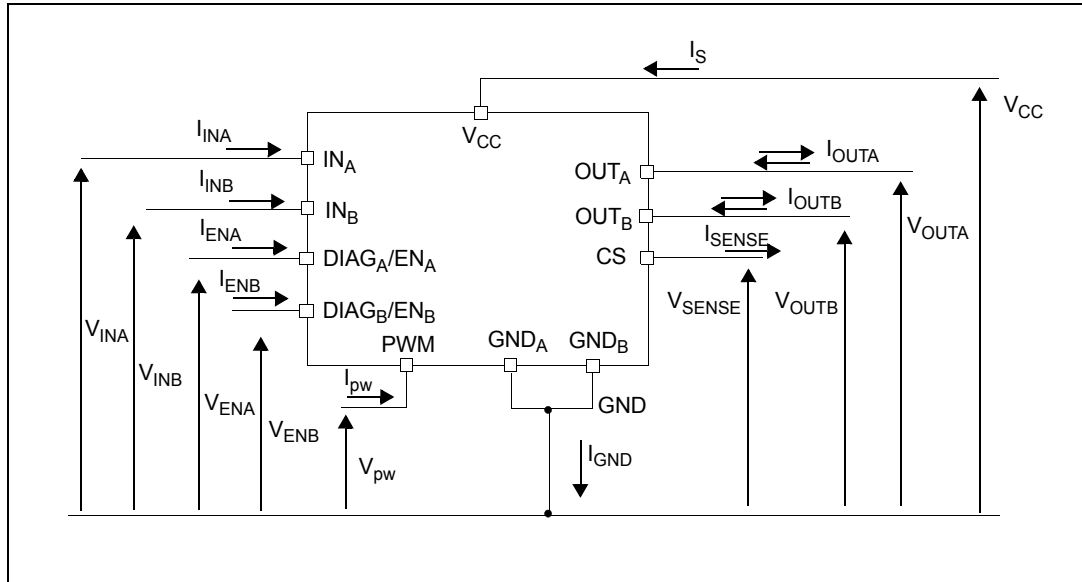 I_S
V_CC
V_CC
I_INA
IN_A
I_INB
IN_B
I_ENA
DIAG_A/EN_A
I_ENB
DIAG_B/EN_B
OUT_A
I_OUTA
OUT_B
I_OUTB
CS
I_SENSE
V_OUTA
V_SENSE
V_OUTB
PWM
GND_A
GND_B
V_INA
V_INB
V_ENA
V_ENB
I_pw
V_pw
GND
I_GND